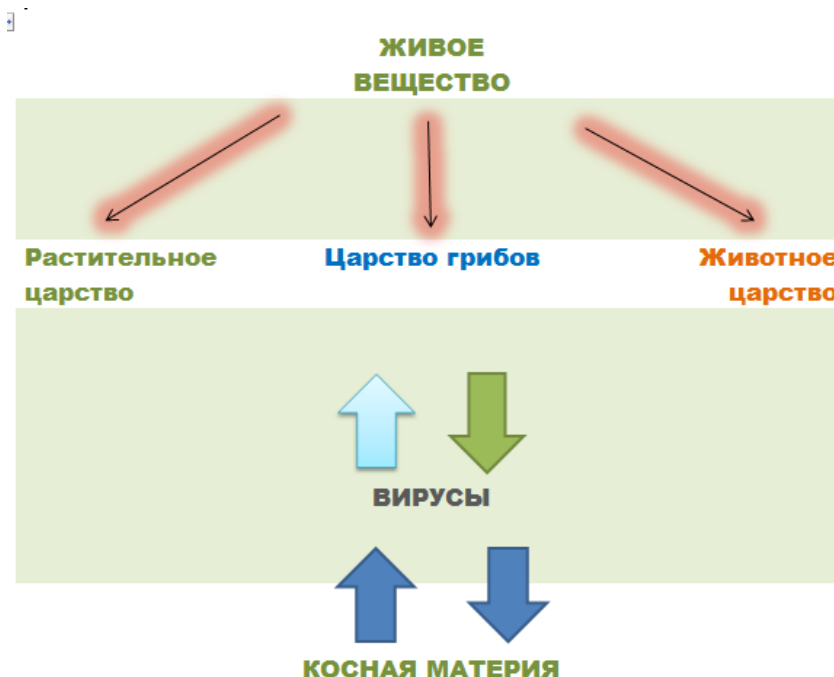 ЖИВОЕ
ВЕЩЕСТВО
Растительное
царство
Царство грибов
Животное
царство
ВИРУСЫ
КОСНАЯ МАТЕРИЯ